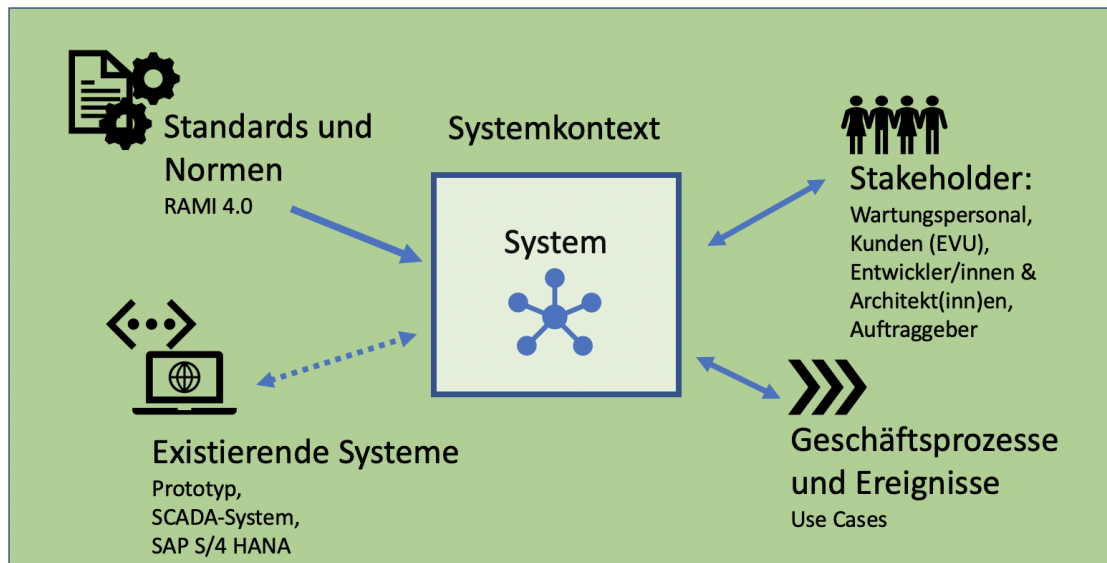 Standards und
Normen
RAMI 4.0
Systemkontext
System
Stakeholder:
Wartungspersonal,
Kunden (EVU),
Entwickler/innen &
Architekt(inn)en,
Auftraggeber
Existierende Systeme
Prototyp,
SCADA-System,
SAP S/4 HANA
Geschäftsprozesse
und Ereignisse
Use Cases